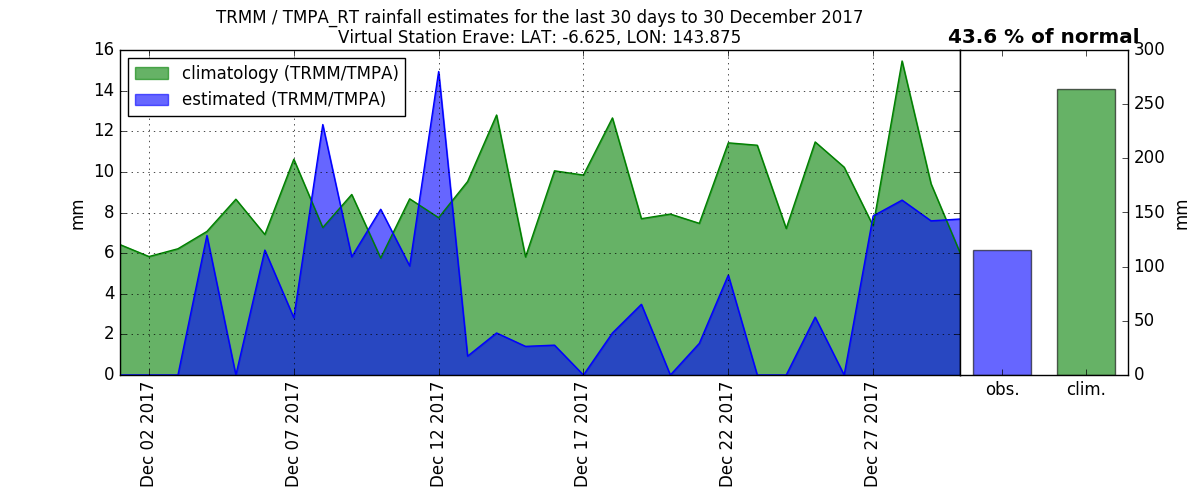 TRMM / TMPA_RT rainfall estimates for the last 30 days to 30 December 2017
Virtual Station Erave: LAT: -6.625, LON: 143.875
43.6 % of normal
climatology (TRMM/TMPA)
estimated (TRMM/TMPA)
mm
16
14
12
10
8
6
4
2
0
Dec 02 2017
Dec 07 2017
Dec 12 2017
Dec 17 2017
Dec 22 2017
Dec 27 2017
obs.
clim.
300
250
200
150
100
50
0
mm